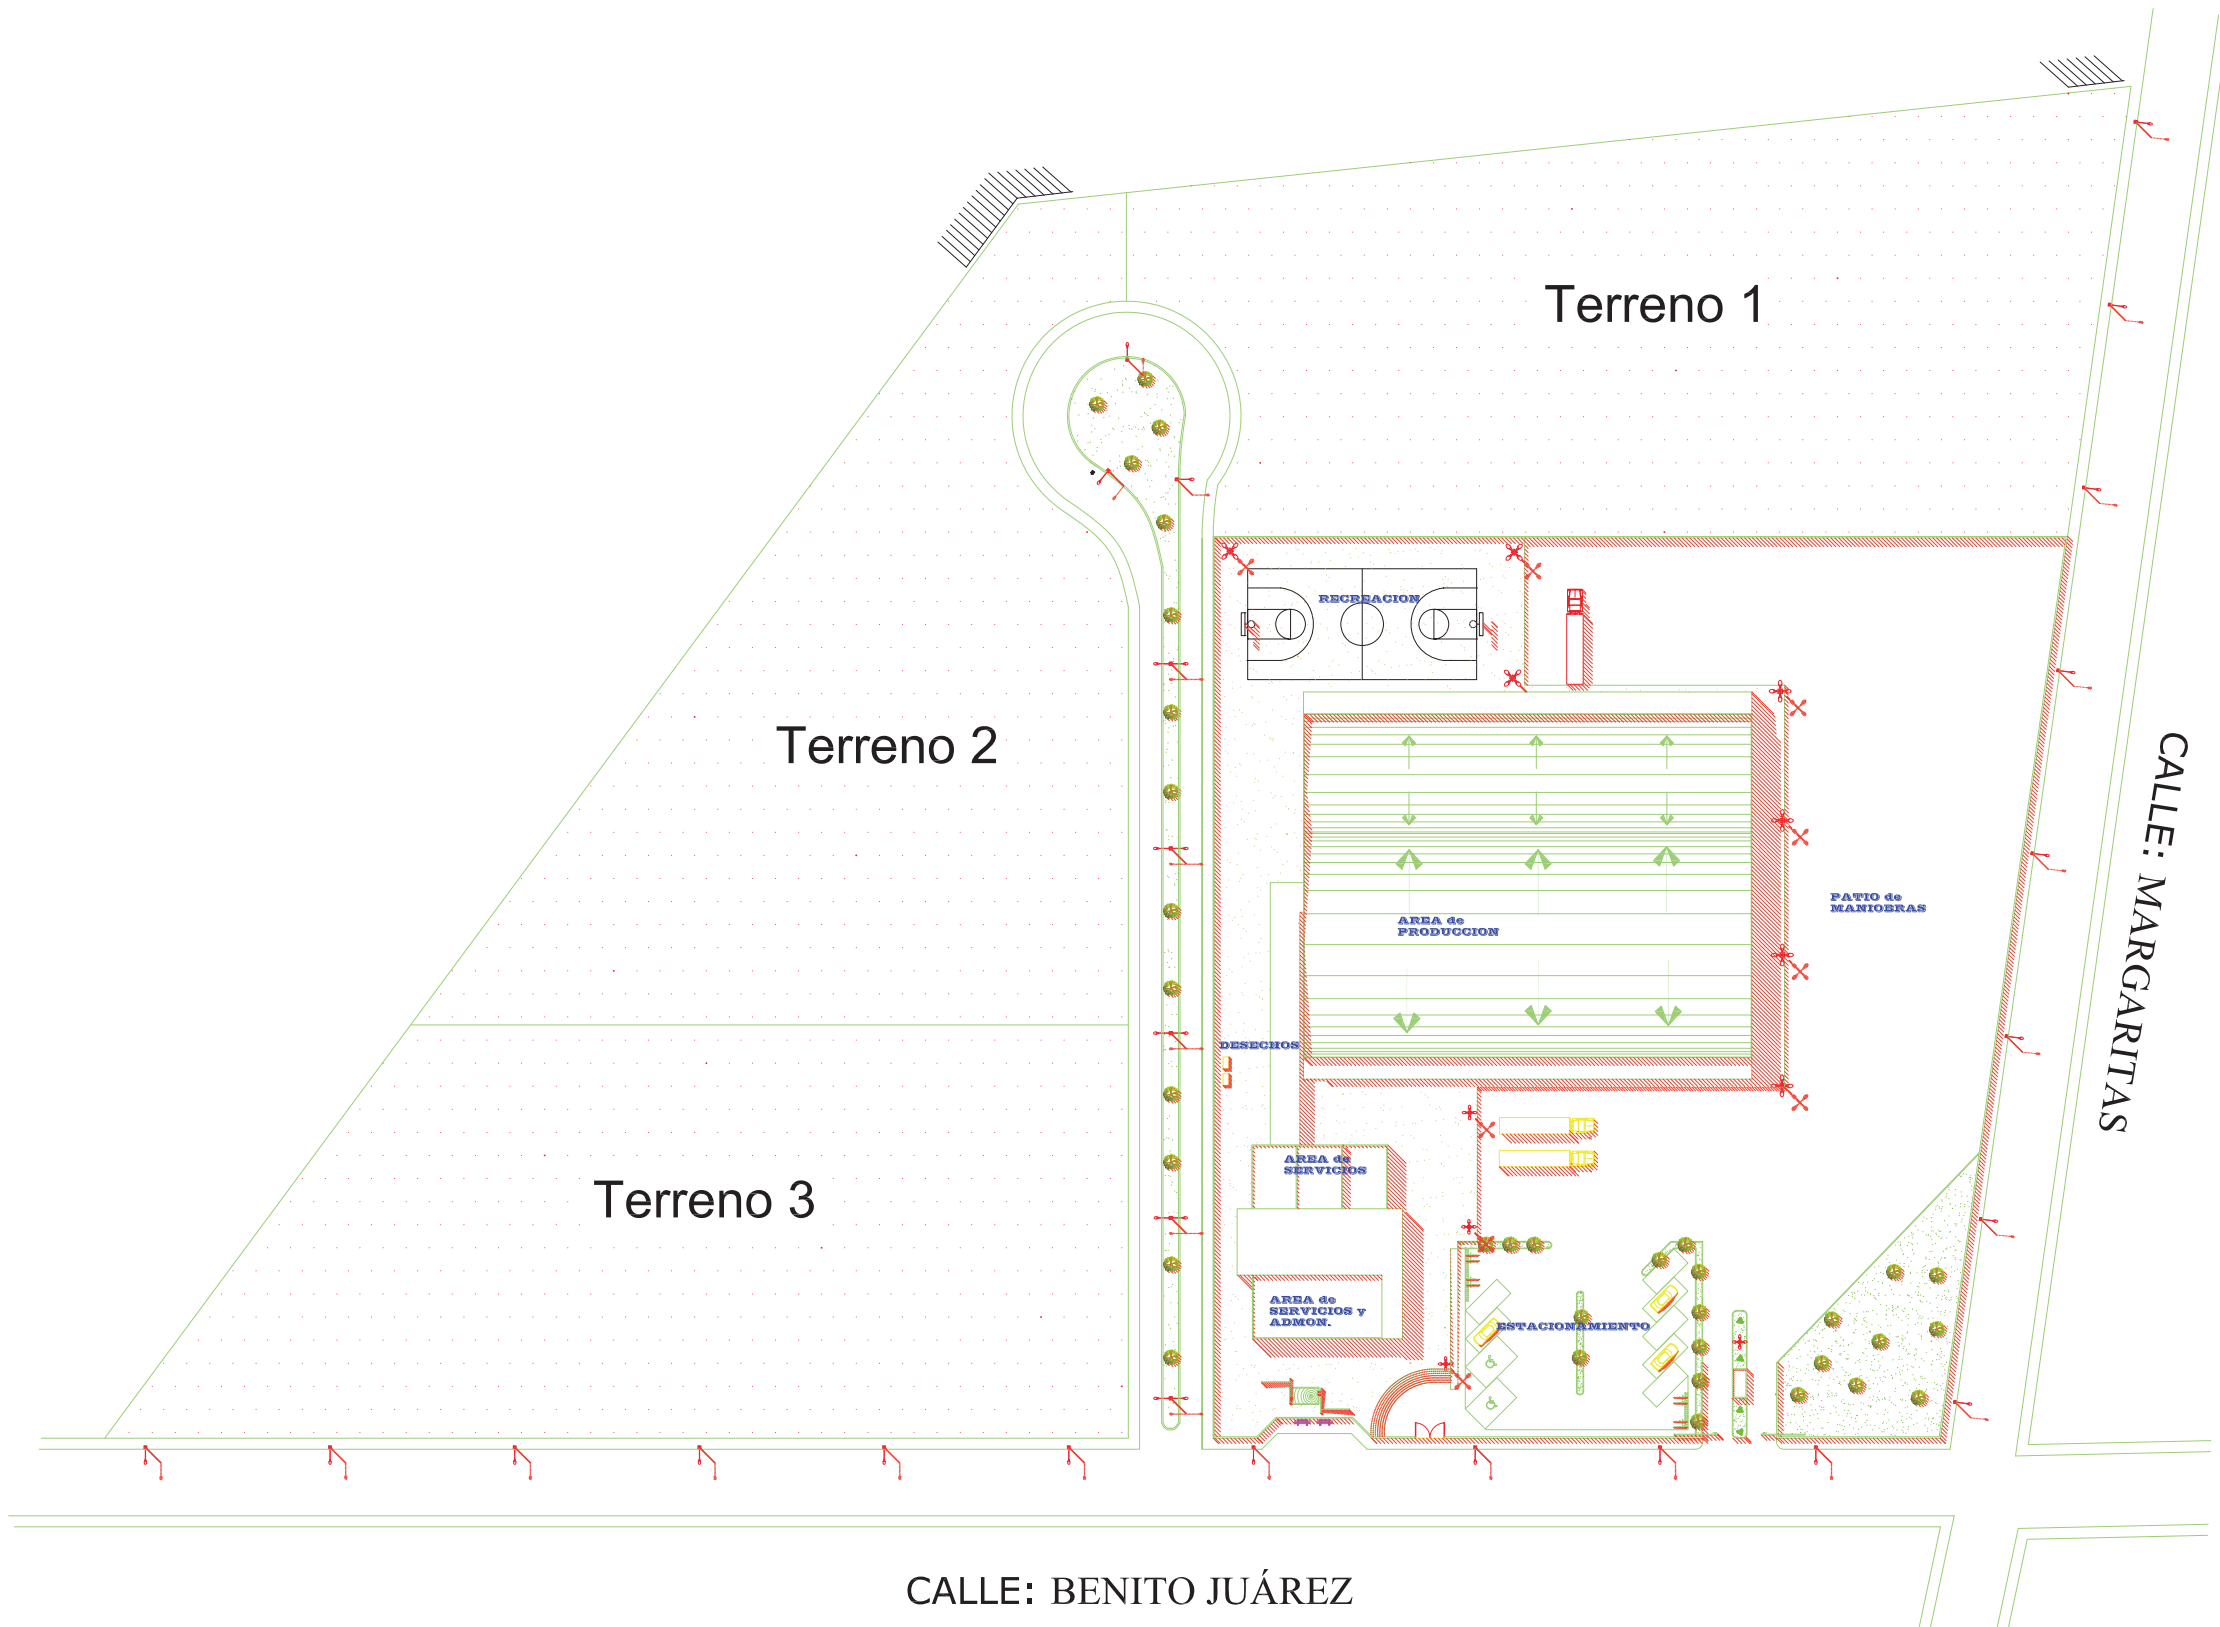 Terreno 1
RECREACION
Terreno 2
CALLE: MARGARITAS
PATIO de
MANIOBRAS
AREA de
PRODUCCION
DESECHOS
AREA de
SERVICIOS
Terreno 3
AREA de
SERVICIOS y
ADMON.
ESTACIONAMIENTO
CALLE: BENITO JUÁREZ